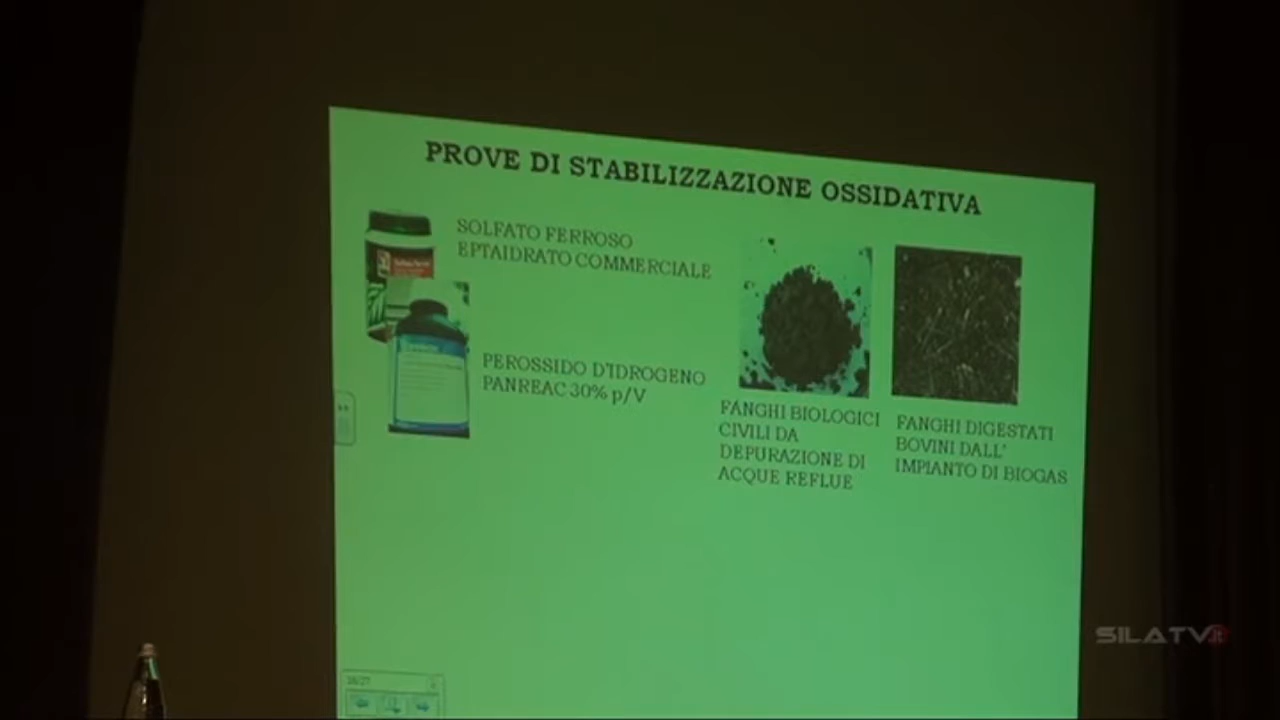 PROVE DI STABILIZZAZIONE OSSIDATIVA
SOLFATO FERROSO
EPTAIDRATO COMMERCIALE
PEROSSIDO D'IDROGENO
PANREAC 30% p/V
FANGHI BIOLOGICI
CIVILI DA
DEPURAZIONE DI
ACQUE REFLUE
FANGHI DIGESTATI
BOVINI DALL'
IMPIANTO DI BIOGAS
SILATV.it